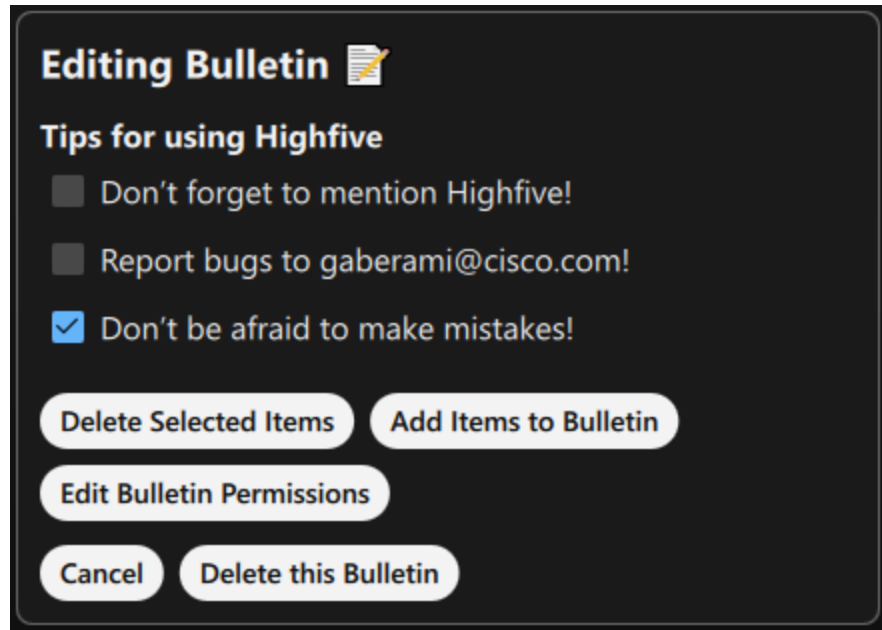 Editing Bulletin 📝
Tips for using Highfive
Don’t forget to mention Highfive!
Report bugs to gaberami@cisco.com!
Don’t be afraid to make mistakes!
Delete Selected Items Add Items to Bulletin
Edit Bulletin Permissions
Cancel Delete this Bulletin